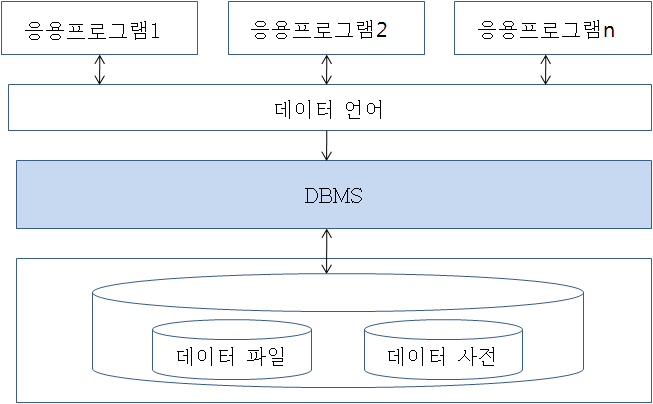 응용프로그램1
응용프로그램2
응용프로그램n
데이터 언어
DBMS
데이터 파일
데이터 사전